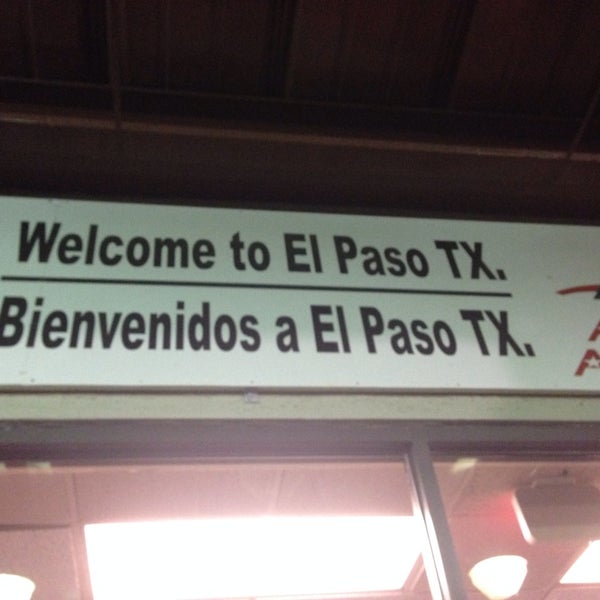 Welcome to El Paso TX.
Bienvenidos a El Paso TX.